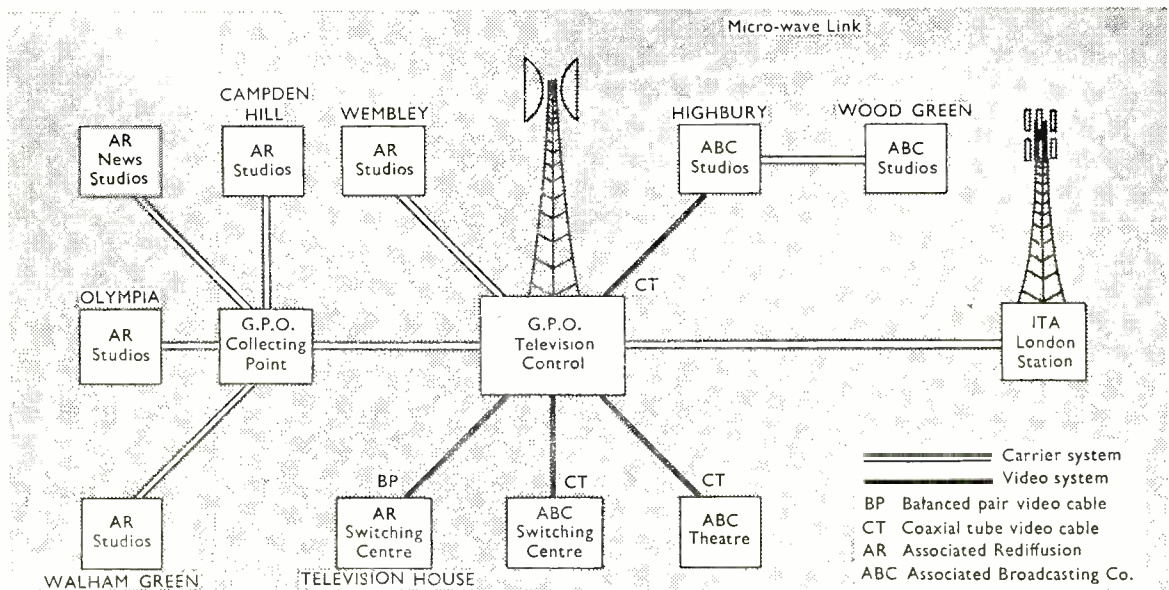 Micro-wave Link
CAMPDEN
HILL
WEMBLEY
HIGHBURY
WOOD GREEN
AR
News
Studios
AR
Studios
AR
Studios
ABC
Studios
ABC
Studios
CT
OLYMPIA
AR
Studios
G.P.O.
Collecting
Point
G.P.O.
Television
Control
ITA
London
Station
BP
CT
CT
AR
Studios
WALHAM GREEN
AR
Switching
Centre
TELEVISION HOUSE
ABC
Switching
Centre
ABC
Theatre
Carrier system
Video system
BP Balanced pair video cable
CT Coaxial tube video cable
AR Associated Rediffusion
ABC Associated Broadcasting Co.